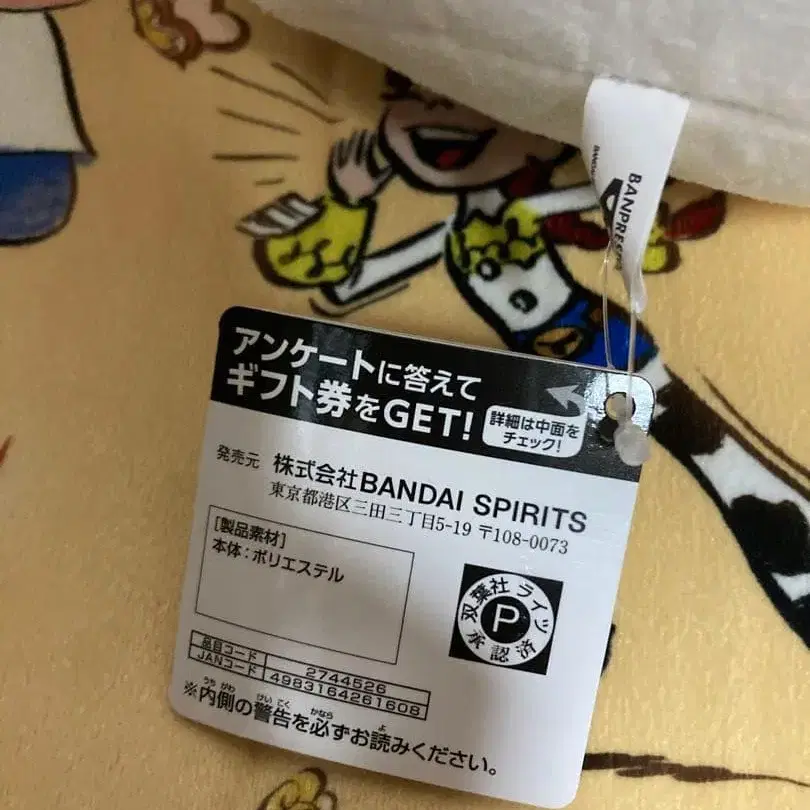 BANPRE
アンケートに答えて
ギフト券をGET!
詳細は中面を
チェック!
発売元 株式会社BANDAI SPIRITS
東京都港区三田三丁目5-19 〒108-0073
[製品素材]
本体:ポリエステル
双葉社ライツ
P
承認済
品目コード 2744526
JANコード 4983164261608
※内側の警告を必ずお読みください。